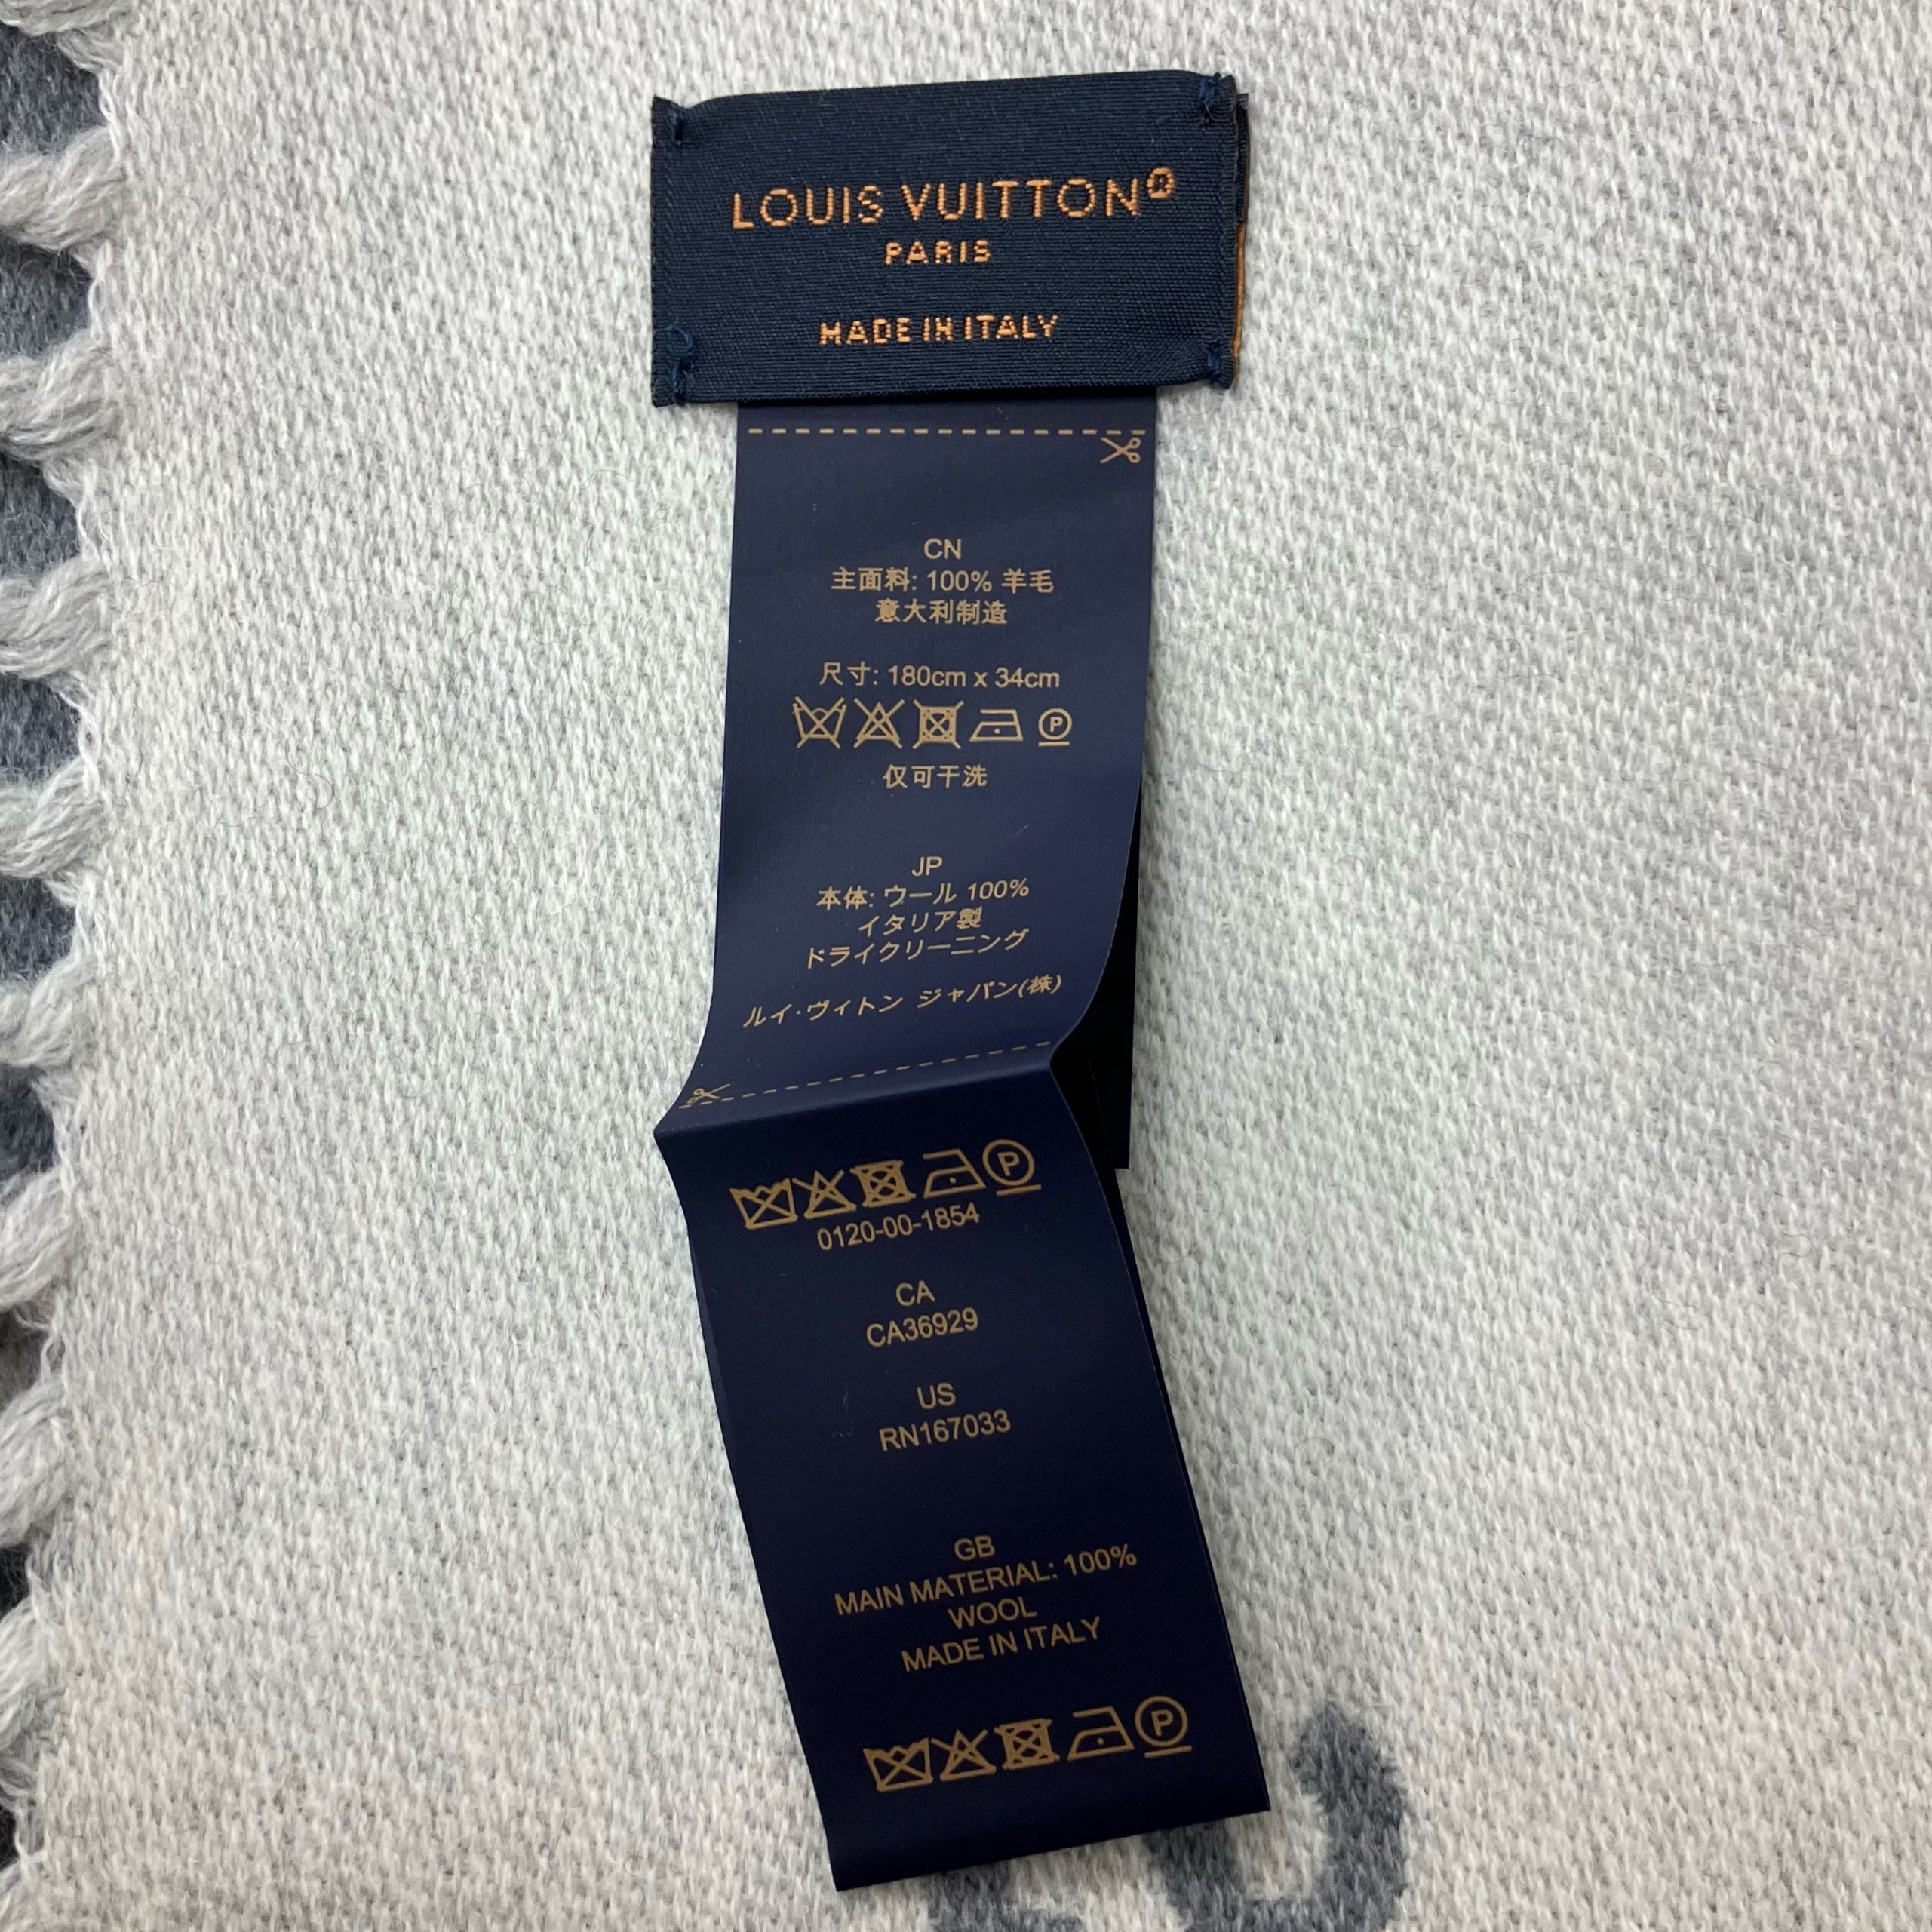 LOUIS VUITTON®
PARIS
MADE IN ITALY
CN
主面料: 100% 羊毛
意大利制造
尺寸: 180cm x 34cm
P
仅可干洗
JP
本体: ウール 100%
イタリア製
ドライクリーニング
ルイ·ヴィトン ジャパン(株)
P
0120-00-1854
CA
CA36929
US
RN167033
GB
MAIN MATERIAL: 100%
WOOL
MADE IN ITALY
P